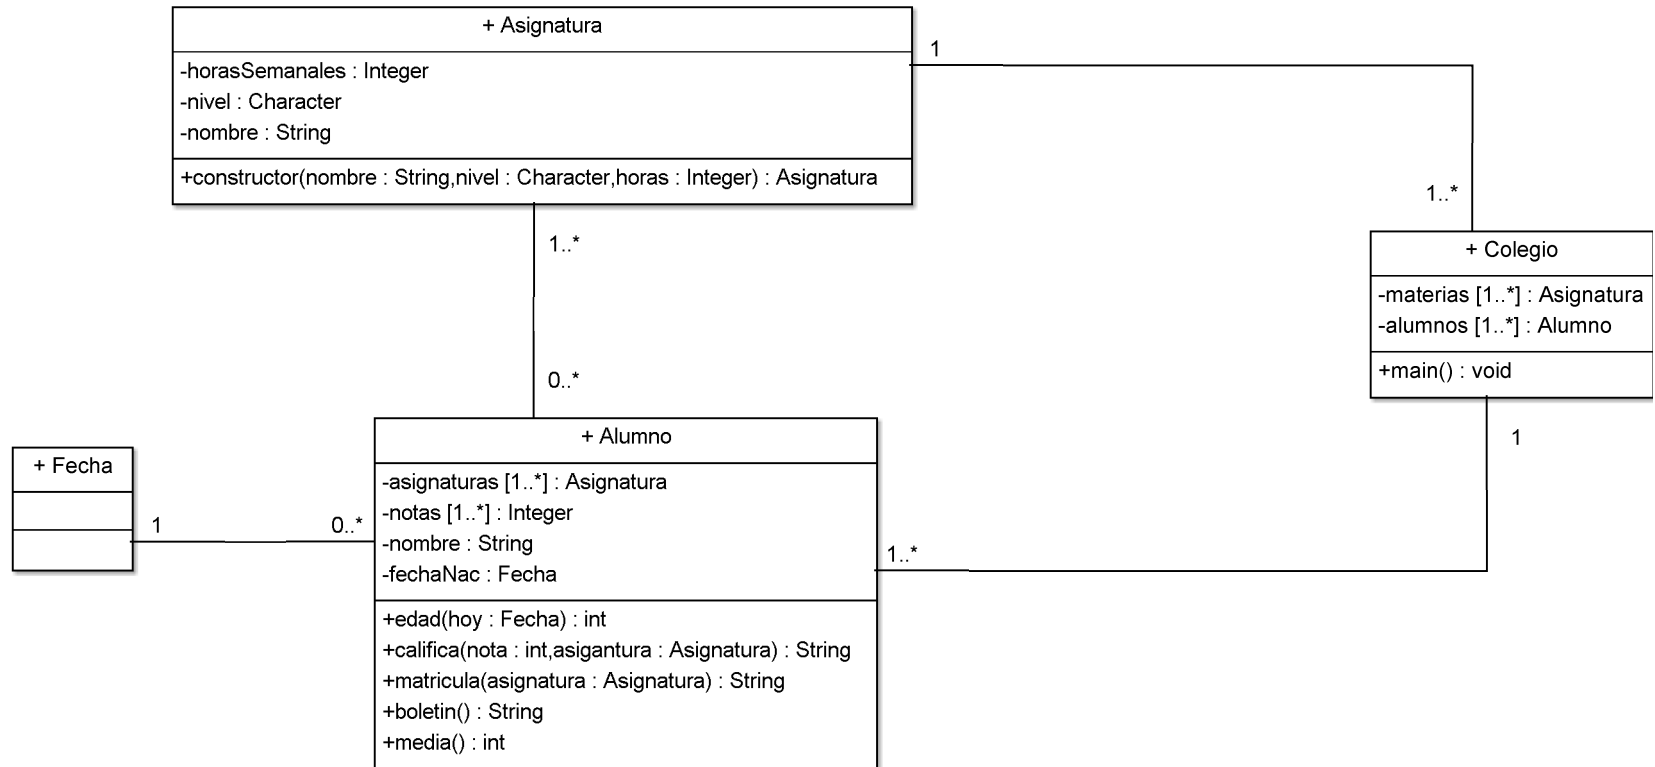 + Asignatura
-horasSemanales : Integer
-nivel : Character
-nombre : String
+constructor(nombre : String,nivel : Character,horas : Integer) : Asignatura
1
1..*
+ Colegio
-materias [1..*] : Asignatura
-alumnos [1..*] : Alumno
+main() : void
1
1..*
1..*
0..*
+ Fecha
1
0..*
+ Alumno
-asignaturas [1..*] : Asignatura
-notas [1..*] : Integer
-nombre : String
-fechaNac : Fecha
+edad(hoy : Fecha) : int
+califica(nota : int,asigantura : Asignatura) : String
+matricula(asignatura : Asignatura) : String
+boletin() : String
+media() : int